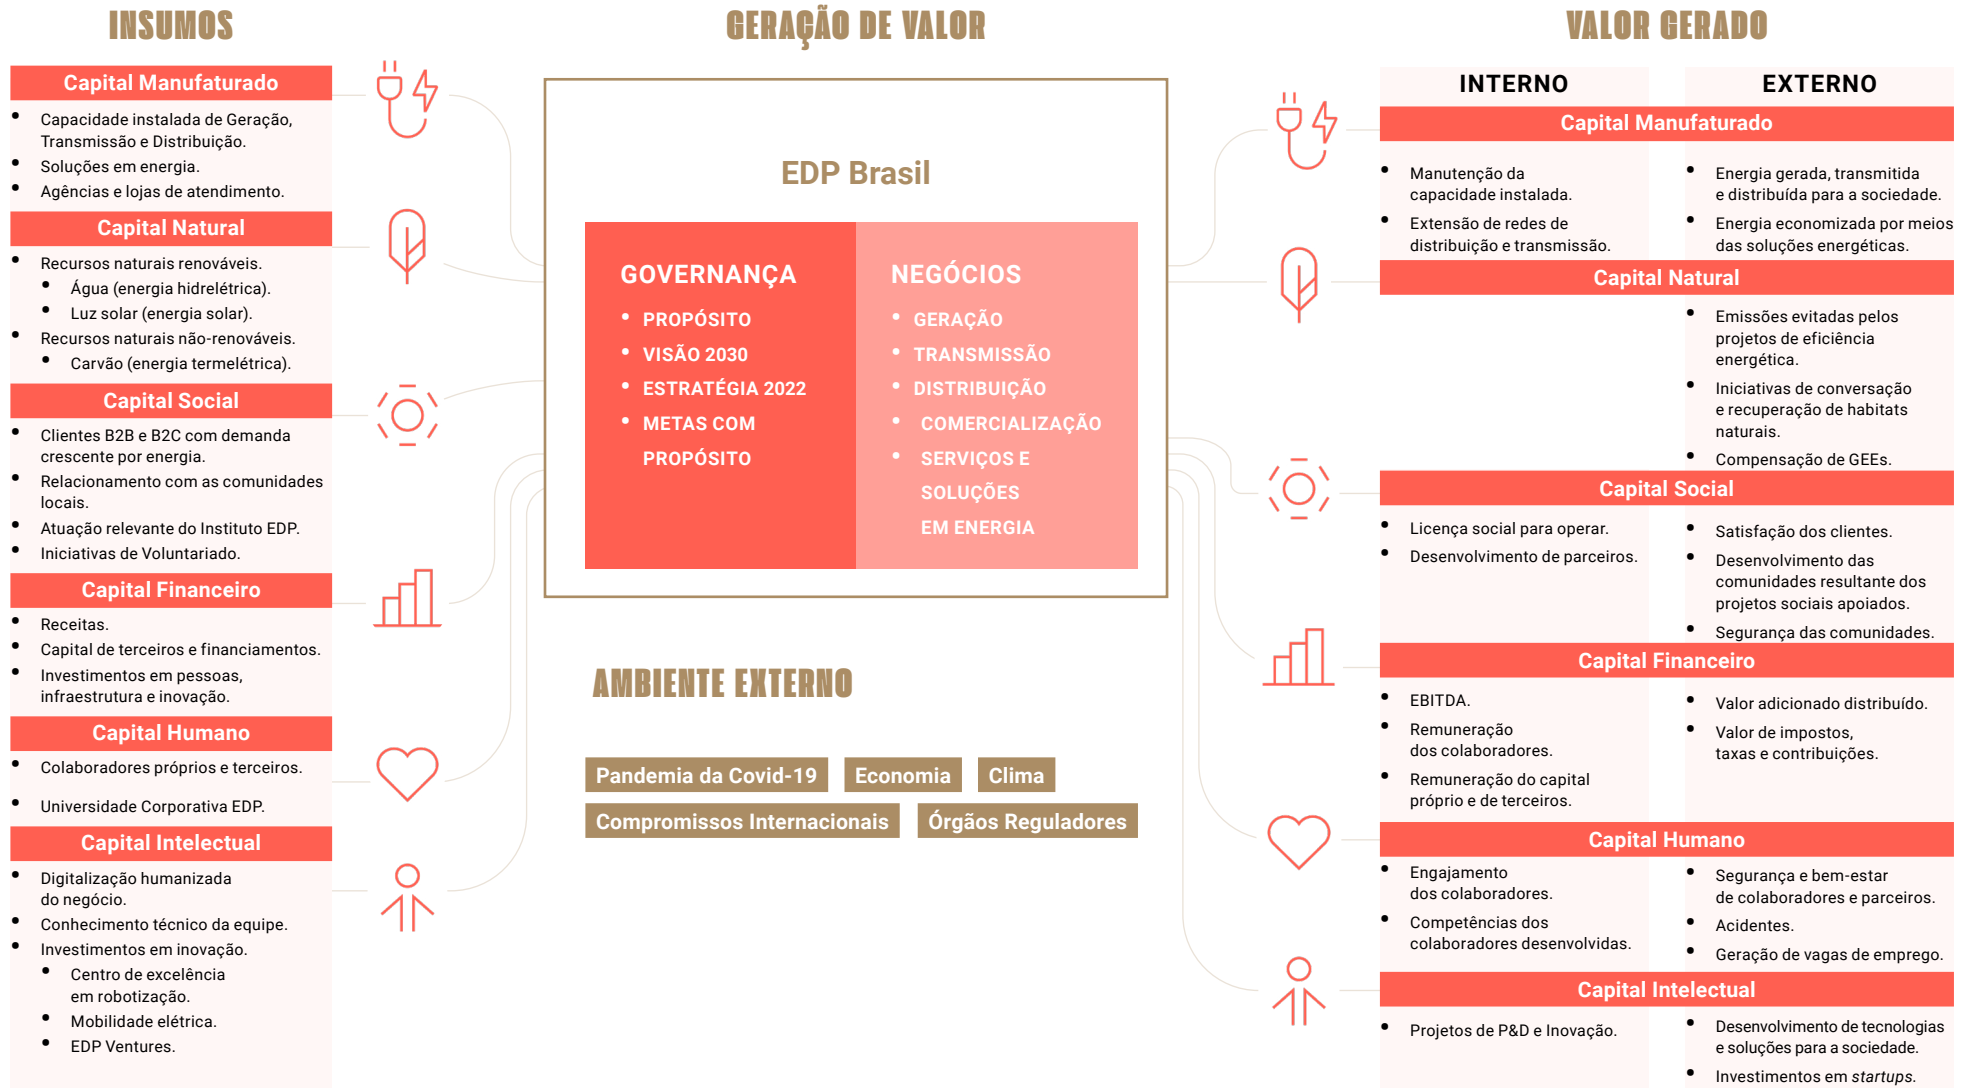 INSUMOS
Capital Manufaturado
• Capacidade instalada de Geração,
Transmissão e Distribuição.
• Soluções em energia.
• Agências e lojas de atendimento.
Capital Natural
• Recursos naturais renováveis.
• Água (energia hidrelétrica).
• Luz solar (energia solar).
• Recursos naturais não-renováveis.
• Carvão (energia termelétrica).
Capital Social
• Clientes B2B e B2C com demanda
crescente por energia.
• Relacionamento com as comunidades
locais.
• Atuação relevante do Instituto EDP.
• Iniciativas de Voluntariado.
Capital Financeiro
• Receitas.
• Capital de terceiros e financiamentos.
• Investimentos em pessoas,
infraestrutura e inovação.
Capital Humano
• Colaboradores próprios e terceiros.
• Universidade Corporativa EDP.
Capital Intelectual
• Digitalização humanizada
do negócio.
• Conhecimento técnico da equipe.
• Investimentos em inovação.
• Centro de excelência
em robotização.
• Mobilidade elétrica.
• EDP Ventures.
GERAÇÃO DE VALOR
EDP Brasil
GOVERNANÇA
• PROPÓSITO
• VISÃO 2030
• ESTRATÉGIA 2022
• METAS COM
PROPÓSITO
NEGÓCIOS
• GERAÇÃO
• TRANSMISSÃO
• DISTRIBUIÇÃO
• COMERCIALIZAÇÃO
• SERVIÇOS E
SOLUÇÕES
EM ENERGIA
AMBIENTE EXTERNO
Pandemia da Covid-19
Economia
Clima
Compromissos Internacionais
Órgãos Reguladores
VALOR GERADO
INTERNO
EXTERNO
Capital Manufaturado
• Manutenção da
capacidade instalada.
• Extensão de redes de
distribuição e transmissão.
• Energia gerada, transmitida
e distribuída para a sociedade.
• Energia economizada por meios
das soluções energéticas.
Capital Natural
• Emissões evitadas pelos
projetos de eficiência
energética.
• Iniciativas de conversação
e recuperação de habitats
naturais.
• Compensação de GEEs.
Capital Social
• Licença social para operar.
• Desenvolvimento de parceiros.
• Satisfação dos clientes.
• Desenvolvimento das
comunidades resultante dos
projetos sociais apoiados.
• Segurança das comunidades.
Capital Financeiro
• EBITDA.
• Remuneração
dos colaboradores.
• Remuneração do capital
próprio e de terceiros.
• Valor adicionado distribuído.
• Valor de impostos,
taxas e contribuições.
Capital Humano
• Engajamento
dos colaboradores.
• Competências dos
colaboradores desenvolvidas.
• Segurança e bem-estar
de colaboradores e parceiros.
• Acidentes.
• Geração de vagas de emprego.
Capital Intelectual
• Projetos de P&D e Inovação.
• Desenvolvimento de tecnologias
e soluções para a sociedade.
• Investimentos em startups.